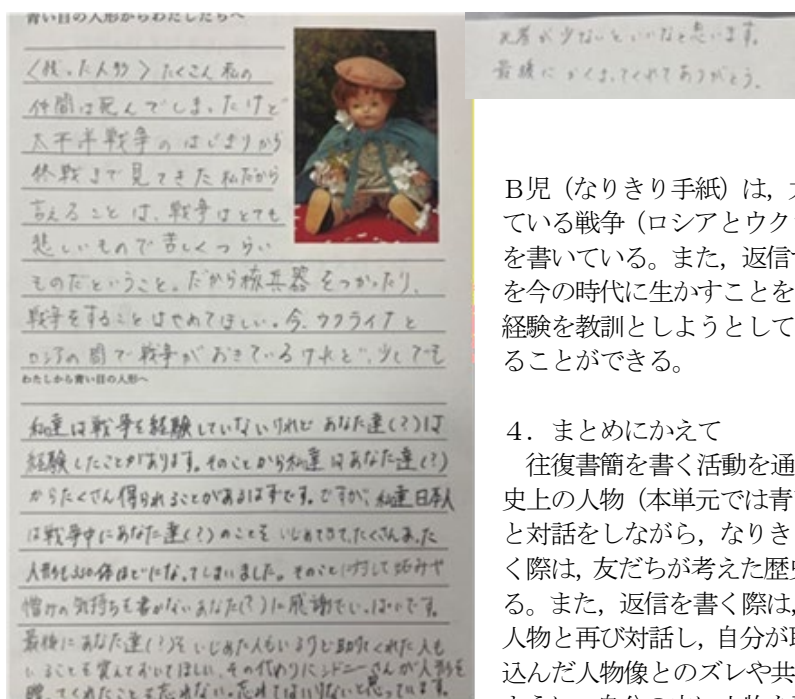 青い目の人形からわたしたちへ
〈残った人形〉たくさん私の
仲間は死んでしまったけど
太平洋戦争のはじまりから
終戦まで見てきた私だから
言えることは、戦争はとても
悲しいもので苦しくつらい
ものだということ。だから核兵器をつかったり、
戦争をすることはやめてほしい。今、ウクライナと
ロシアの間で戦争がおきているけれど、少しでも
死者が少ないといいなと思います。
最後にかくまってくれてありがとう。
わたしから青い目の人形へ
私達は戦争を経験していないけれど あなた達(?)は
経験したことがあります。そのことから私達はあなた達(?)
からたくさん得られることがあるはずです。ですが、私達日本人
は戦争中にあなた達(?)のことをいじめてきて、たくさんあった
人形も330体ほどになってしまいました。そのことに対して
憎しみの気持ちを書かないあなた(?)に感謝でいっぱいです。
最後にあなた達(?)をいじめた人もいるけど助けてくれた人も
いることを覚えておいてほしい、その代わりにシドニーさんが人形を
贈ってくれたことを忘れない、忘れてはいけないと思っています。
B児(なりきり手紙)は,
ている戦争(ロシアとウク
を書いている。また,返信
を今の時代に生かすことを
経験を教訓としようとして
ることができる。
4.まとめにかえて
往復書簡を書く活動を通
史上の人物(本単元では青
と対話をしながら,なりき
く際は,友だちが考えた歴
る。また,返信を書く際は,
人物と再び対話し,自分が
込んだ人物像とのズレや共